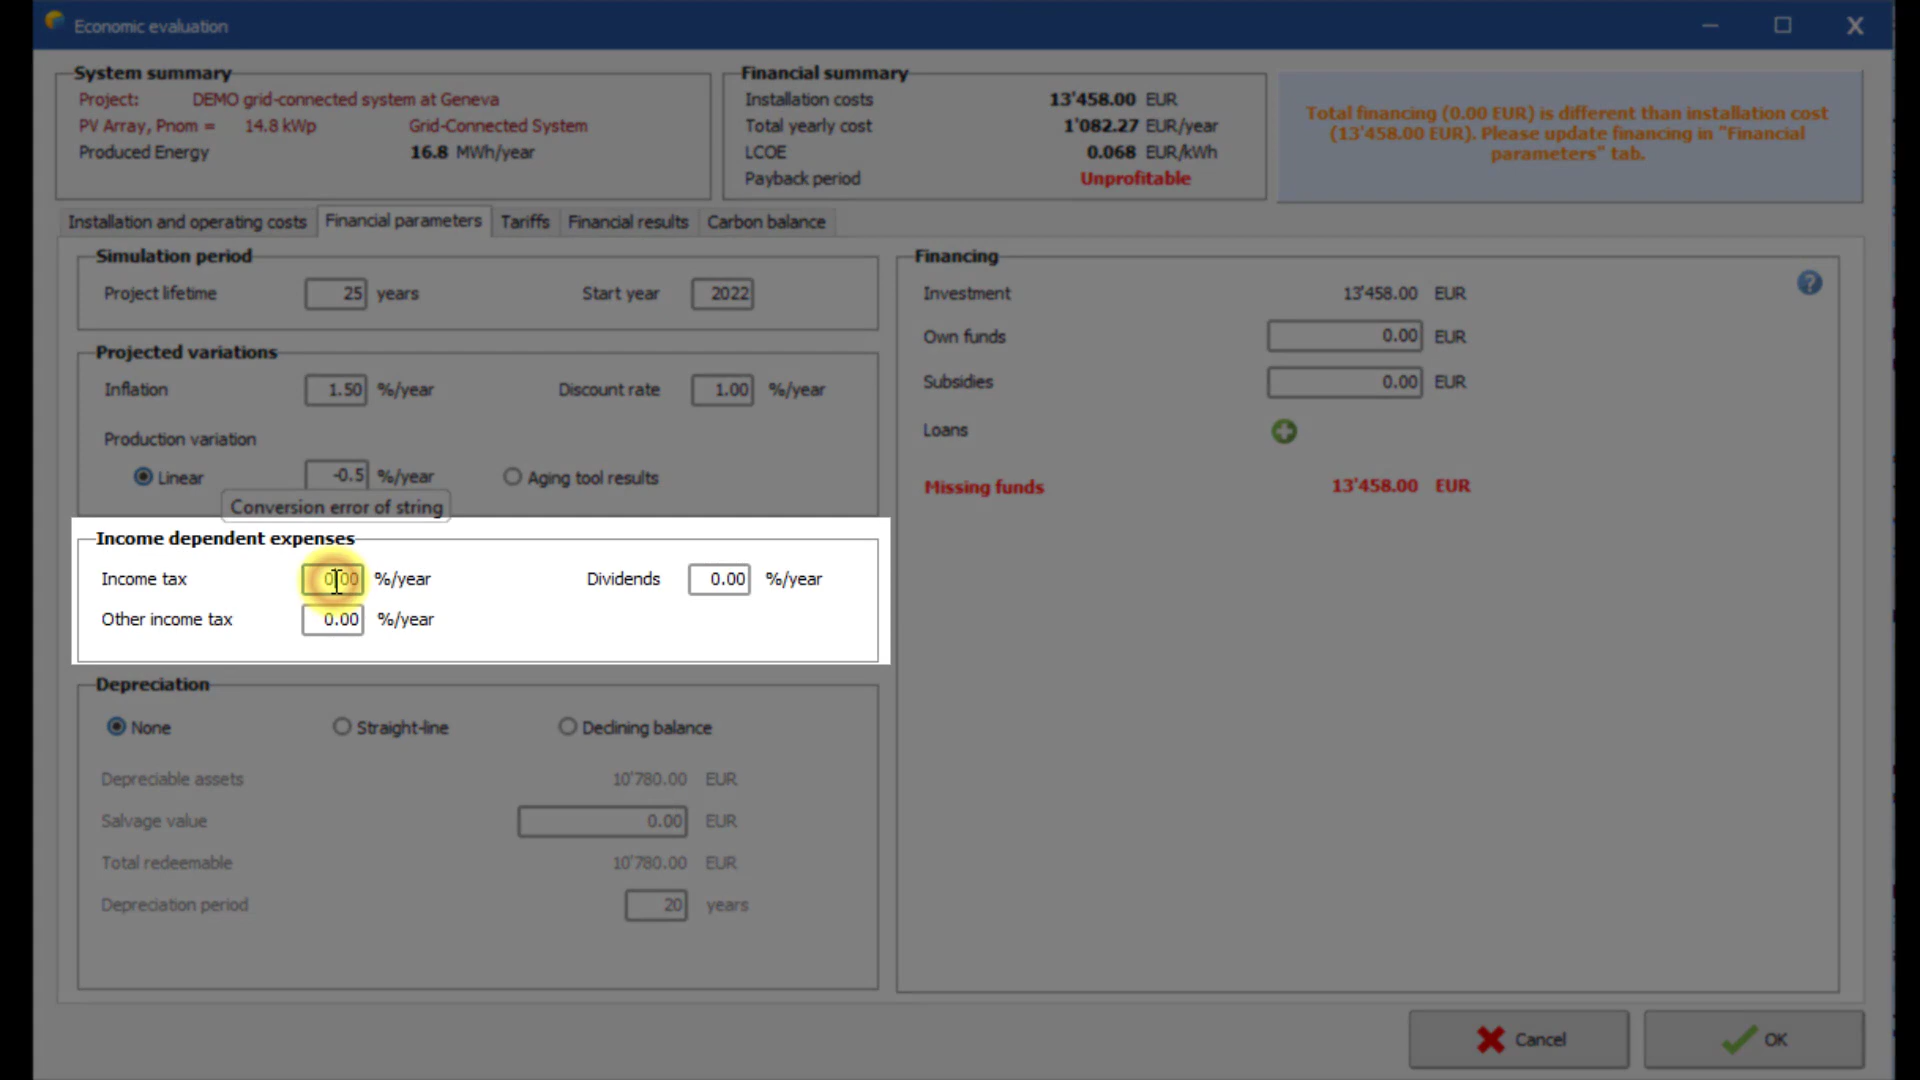 Economic evaluation
System summary
Project: DEMO grid-connected system at Geneva
PV Array, Pnom = 14.8 kWp Grid-Connected System
Produced Energy 16.8 MWh/year
Financial summary
Installation costs 13'458.00 EUR
Total yearly cost 1'082.27 EUR/year
LCOE 0.068 EUR/kWh
Payback period Unprofitable
Total financing (0.00 EUR) is different than installation cost
(13'458.00 EUR). Please update financing in "Financial
parameters" tab.
Installation and operating costs Financial parameters Tariffs Financial results Carbon balance
Simulation period
Project lifetime 25 years Start year 2022
Projected variations
Inflation 1.50 %/year Discount rate 1.00 %/year
Production variation
Linear -0.5 %/year Aging tool results
Conversion error of string
Income dependent expenses
Income tax 0.00 %/year Dividends 0.00 %/year
Other income tax 0.00 %/year
Depreciation
None Straight-line Declining balance
Depreciable assets 10'780.00 EUR
Salvage value 0.00 EUR
Total redeemable 10'780.00 EUR
Depreciation period 20 years
Financing
Investment 13'458.00 EUR
Own funds 0.00 EUR
Subsidies 0.00 EUR
Loans
Missing funds 13'458.00 EUR
Cancel OK